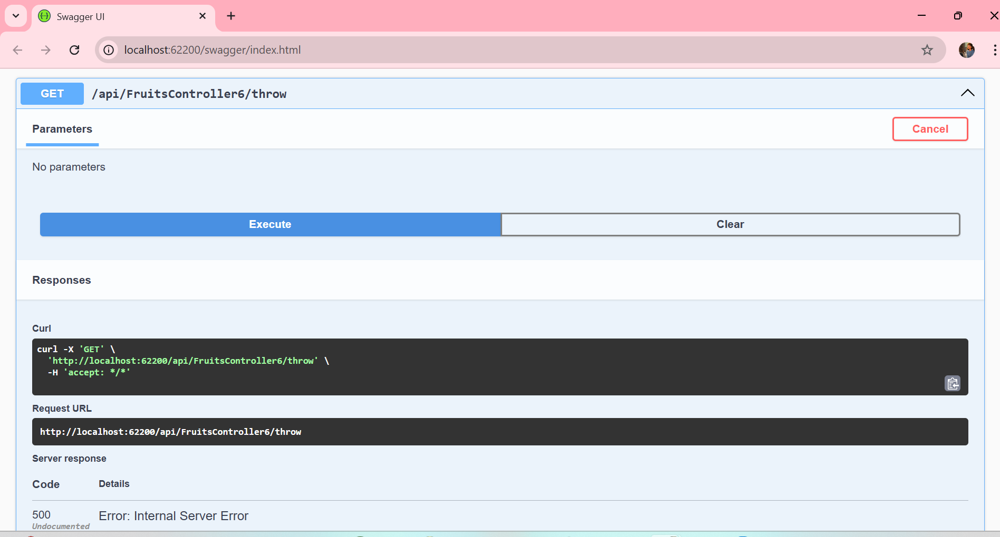 Swagger UI
localhost:62200/swagger/index.html
GET /api/FruitsController6/throw
Parameters
Cancel
No parameters
Execute
Clear
Responses
Curl
curl -X 'GET' \
'http://localhost:62200/api/FruitsController6/throw' \
-H 'accept: */*'
Request URL
http://localhost:62200/api/FruitsController6/throw
Server response
Code Details
500 Error: Internal Server Error
Undocumented